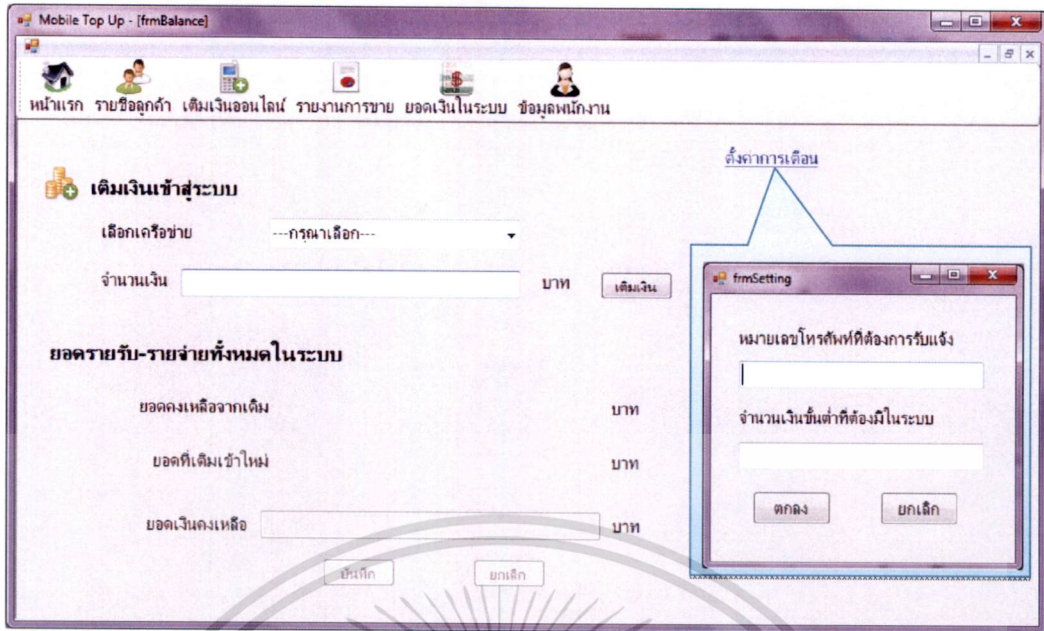 Mobile Top Up - [frmBalance]
หน้าแรก รายชื่อลูกค้า เติมเงินออนไลน์ รายงานการขาย ยอดเงินในระบบ ข้อมูลพนักงาน
ตั้งค่าการเตือน
เติมเงินเข้าสู่ระบบ
เลือกเครือข่าย ---กรุณาเลือก---
จำนวนเงิน บาท เติมเงิน
ยอดรายรับ-รายจ่ายทั้งหมดในระบบ
ยอดคงเหลือจากเดิม บาท
ยอดที่เติมเข้าใหม่ บาท
ยอดเงินคงเหลือ บาท
บันทึก ยกเลิก
frmSetting
หมายเลขโทรศัพท์ที่ต้องการรับแจ้ง
จำนวนเงินขั้นต่ำที่ต้องมีในระบบ
ตกลง ยกเลิก